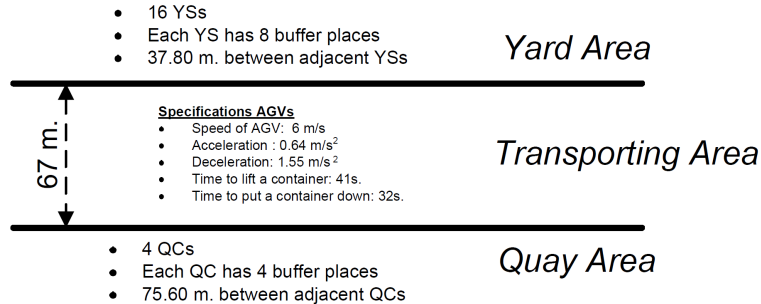 • 16 YSs
• Each YS has 8 buffer places
• 37.80 m. between adjacent YSs
Yard Area
67 m.
Specifications AGVs
• Speed of AGV: 6 m/s
• Acceleration : 0.64 m/s²
• Deceleration: 1.55 m/s ²
• Time to lift a container: 41s.
• Time to put a container down: 32s.
Transporting Area
• 4 QCs
• Each QC has 4 buffer places
• 75.60 m. between adjacent QCs
Quay Area